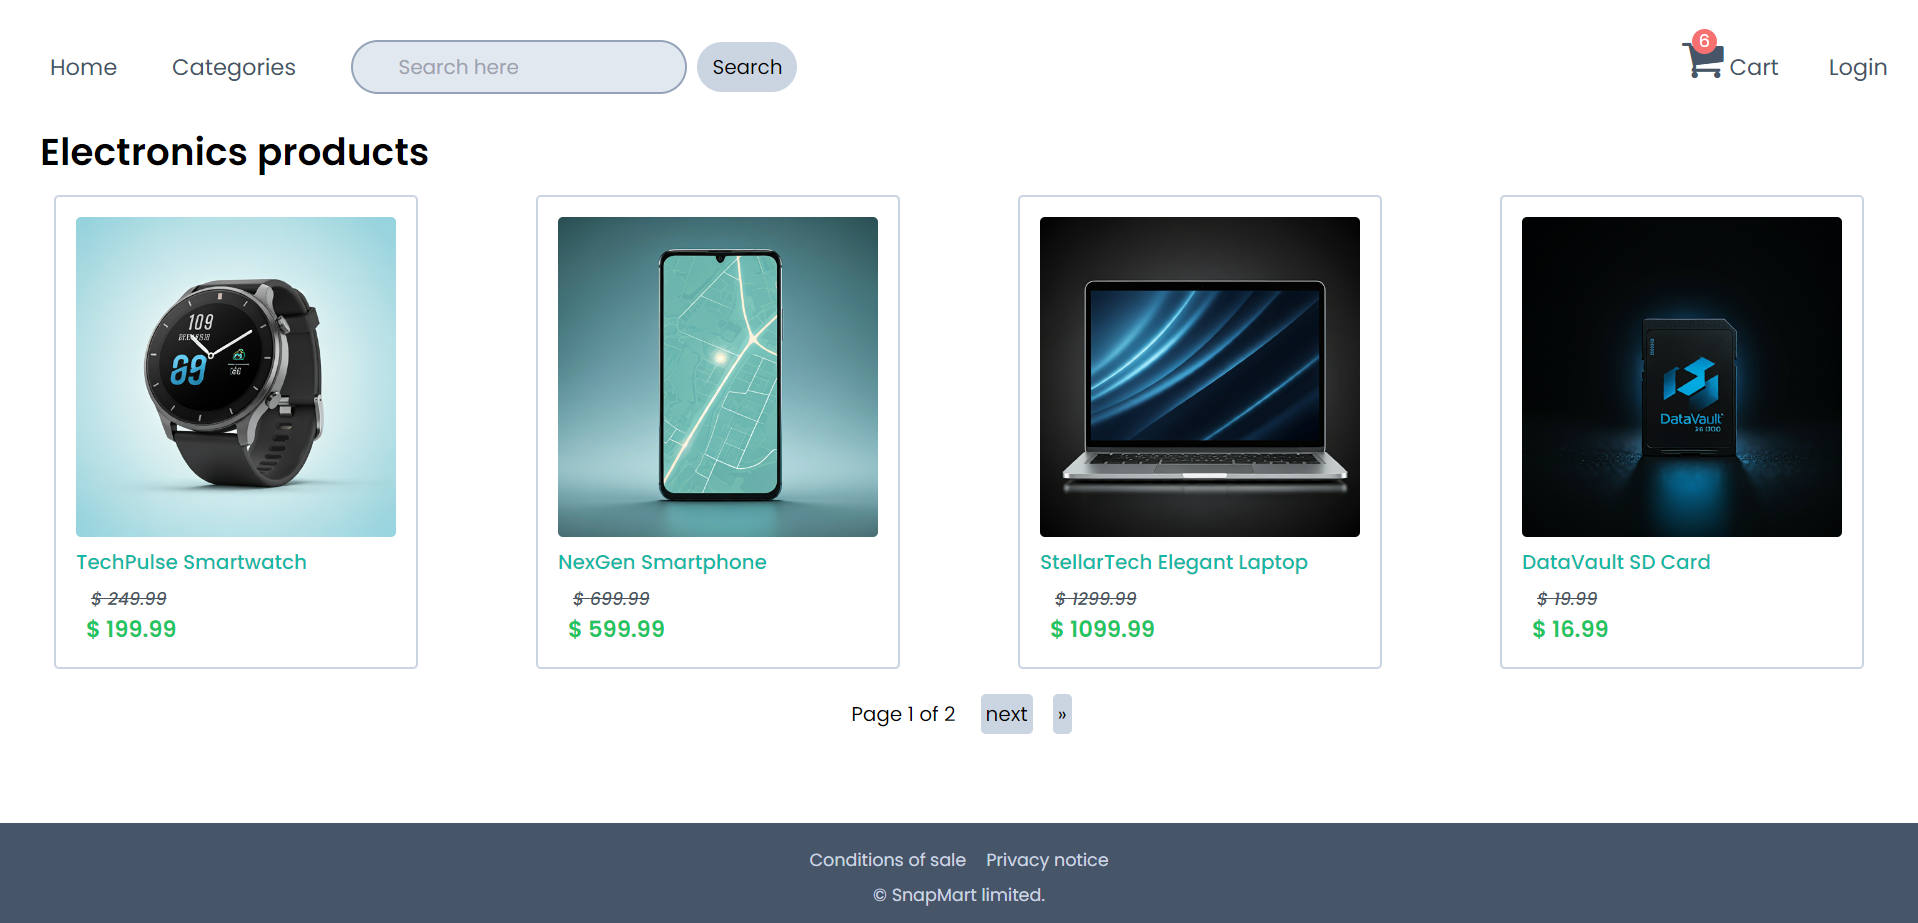 Home Categories Search here Search 6 Cart Login
Electronics products
109
69
DataVault
TechPulse Smartwatch NexGen Smartphone StellarTech Elegant Laptop DataVault SD Card
$ 249.99 $ 699.99 $ 1299.99 $ 19.99
$ 199.99 $ 599.99 $ 1099.99 $ 16.99
Page 1 of 2 next »
Conditions of sale Privacy notice
© SnapMart limited.